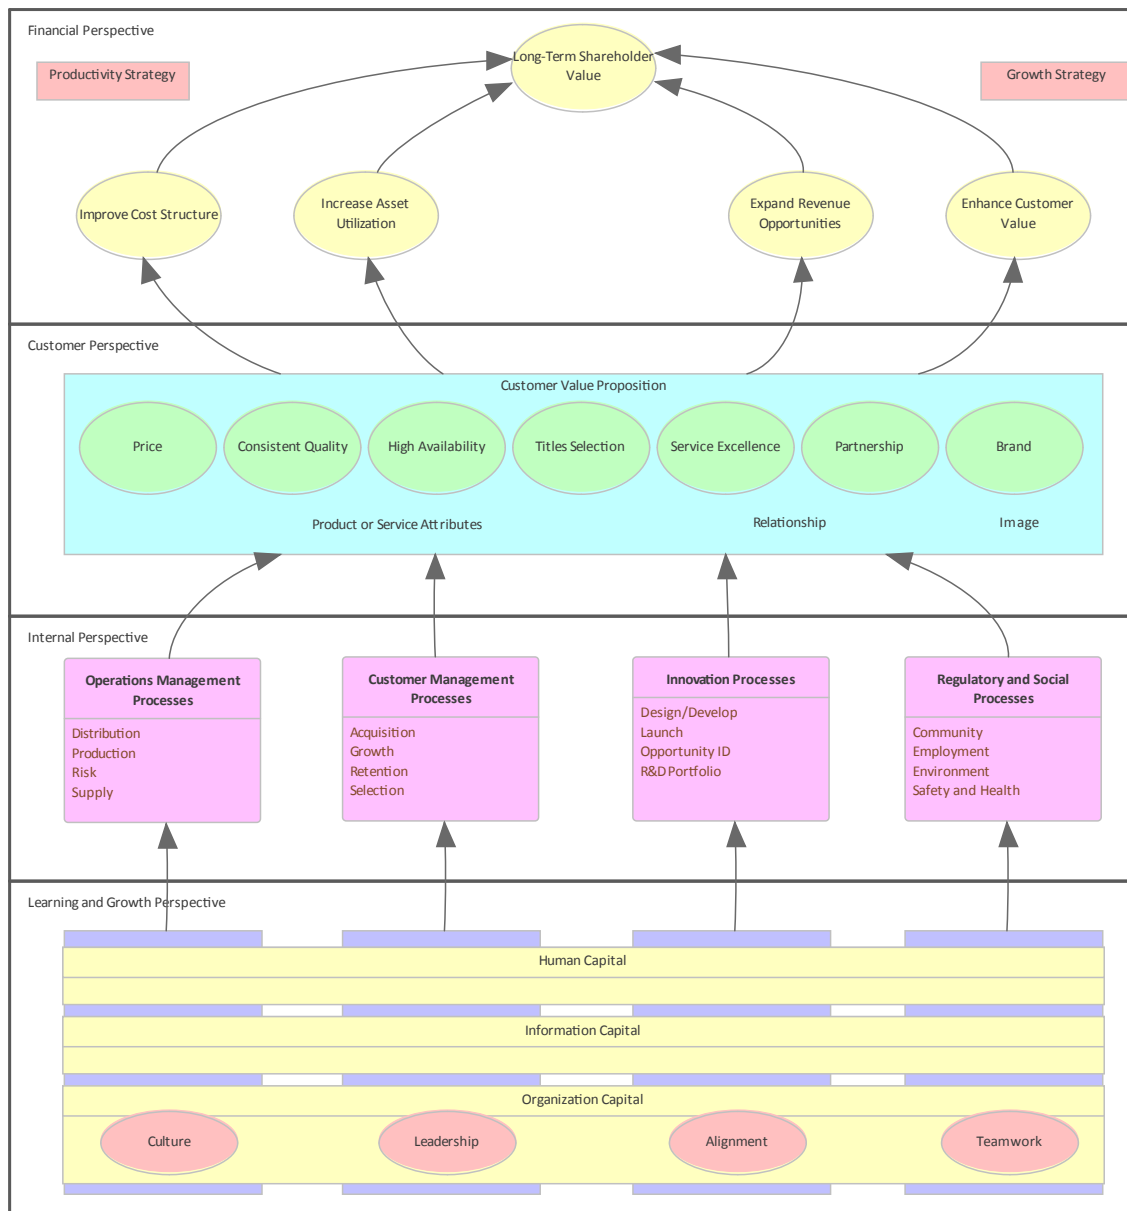 Financial Perspective
Long-Term Shareholder
Value
Productivity Strategy
Growth Strategy
Improve Cost Structure
Increase Asset
Utilization
Expand Revenue
Opportunities
Enhance Customer
Value
Customer Perspective
Customer Value Proposition
Price
Consistent Quality
High Availability
Titles Selection
Service Excellence
Partnership
Brand
Product or Service Attributes
Relationship
Image
Internal Perspective
Operations Management
Processes
Distribution
Production
Risk
Supply
Customer Management
Processes
Acquisition
Growth
Retention
Selection
Innovation Processes
Design/Develop
Launch
Opportunity ID
R&D Portfolio
Regulatory and Social
Processes
Community
Employment
Environment
Safety and Health
Learning and Growth Perspective
Human Capital
Information Capital
Organization Capital
Culture
Leadership
Alignment
Teamwork